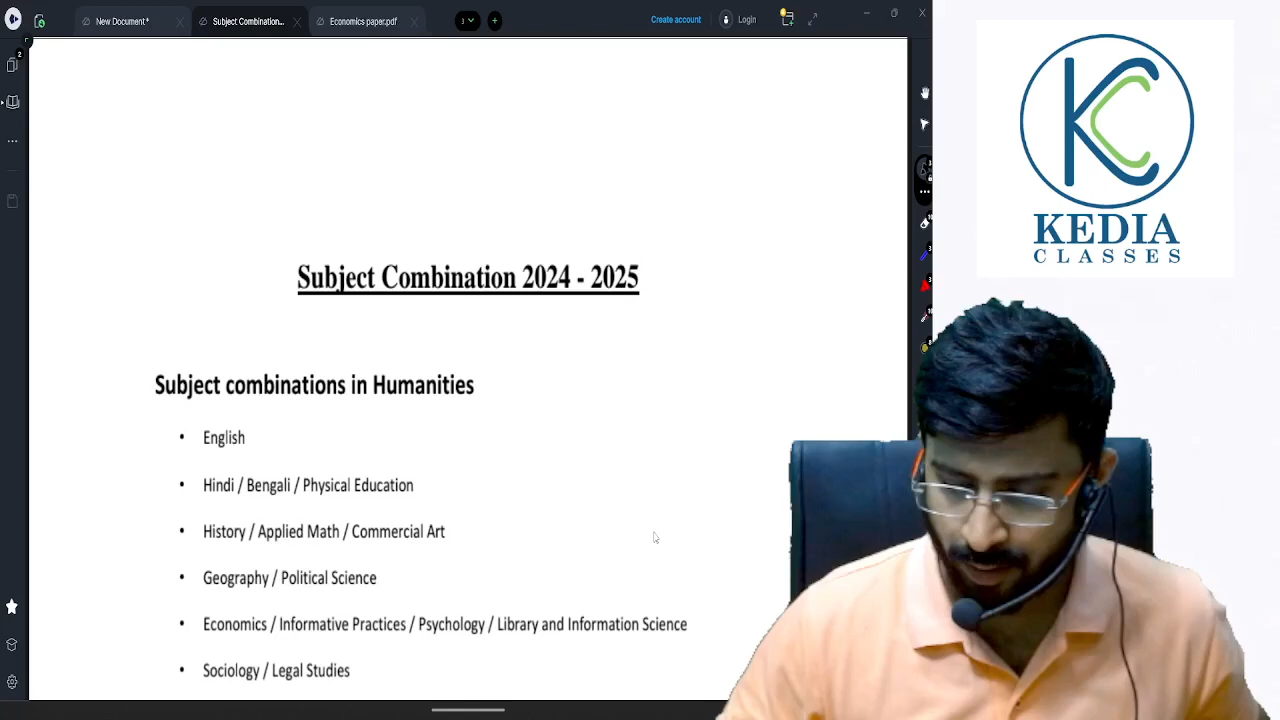 New Document *
Subject Combination...
Economics paper.pdf
Create account
Login
2
Subject Combination 2024 - 2025
Subject combinations in Humanities
• English
• Hindi / Bengali / Physical Education
• History / Applied Math / Commercial Art
• Geography / Political Science
• Economics / Informative Practices / Psychology / Library and Information Science
• Sociology / Legal Studies
KC
KEDIA
CLASSES